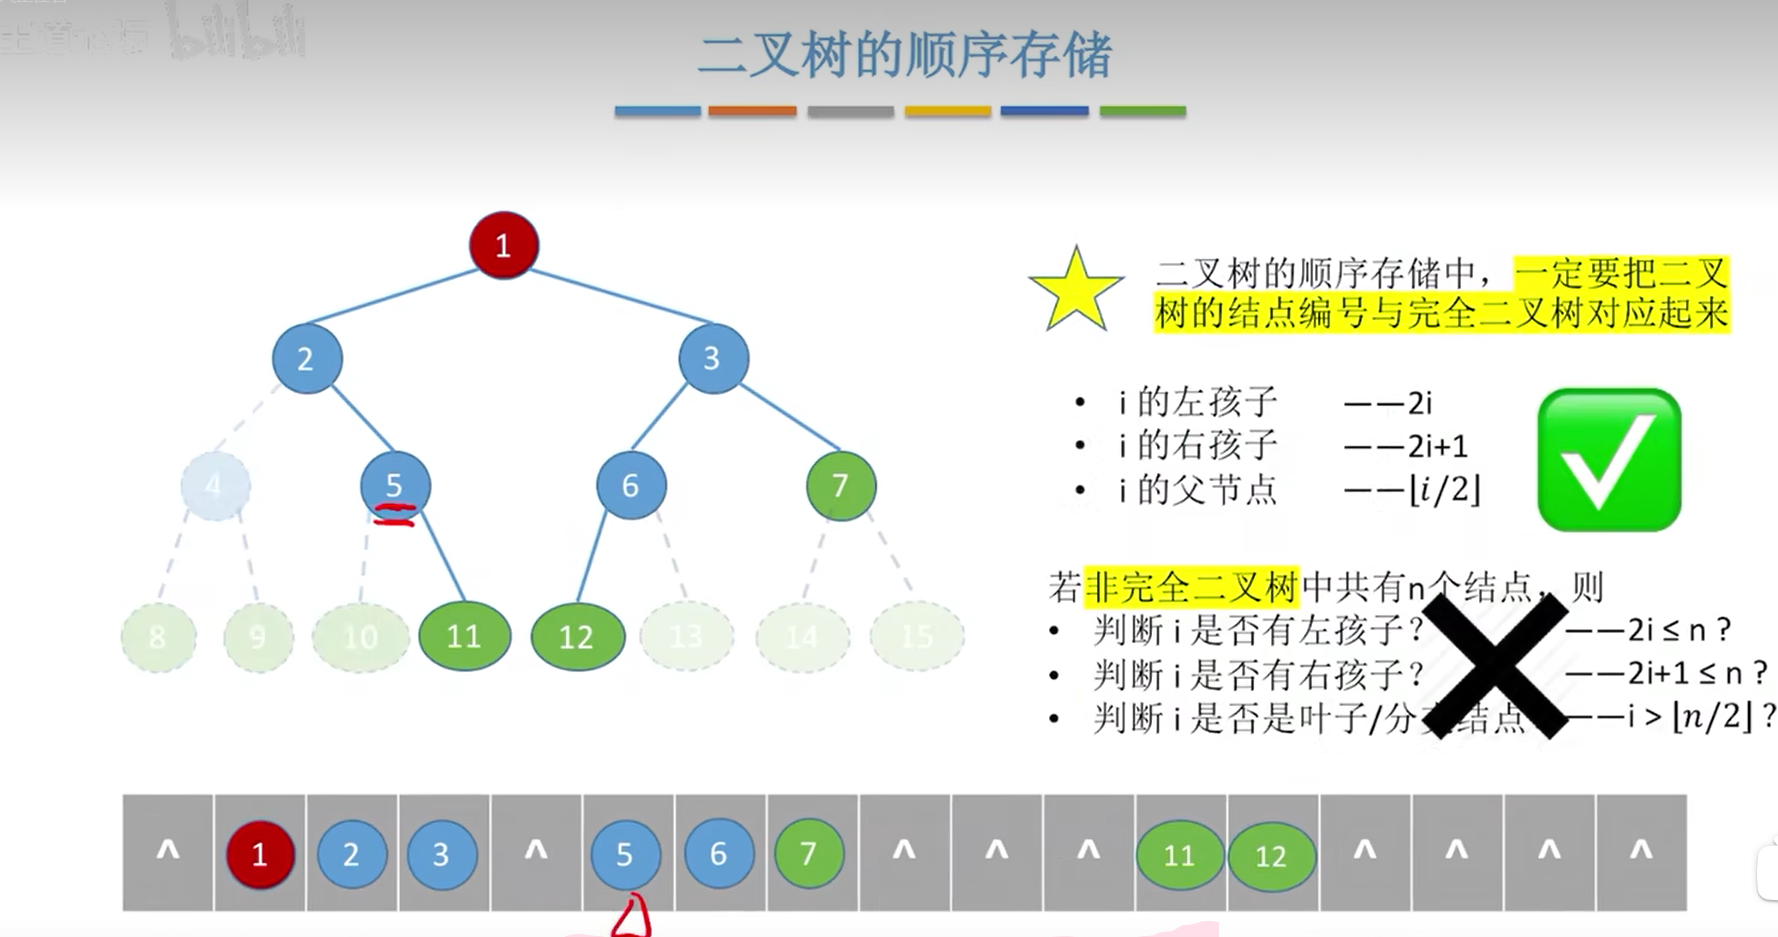 bilibili
二叉树的顺序存储
1
2
3
4
5
6
7
8
9
10
11
12
13
14
15
二叉树的顺序存储中，一定要把二叉
树的结点编号与完全二叉树对应起来
• i 的左孩子 ——2i
• i 的右孩子 ——2i+1
• i 的父节点 ——⌊i/2⌋
若非完全二叉树中共有n个结点，则
• 判断 i 是否有左孩子？ ——2i ≤ n ?
• 判断 i 是否有右孩子？ ——2i+1 ≤ n ?
• 判断 i 是否是叶子/分支结点 ——i > ⌊n/2⌋ ?
^ 1 2 3 ^ 5 6 7 ^ ^ ^ 11 12 ^ ^ ^ ^